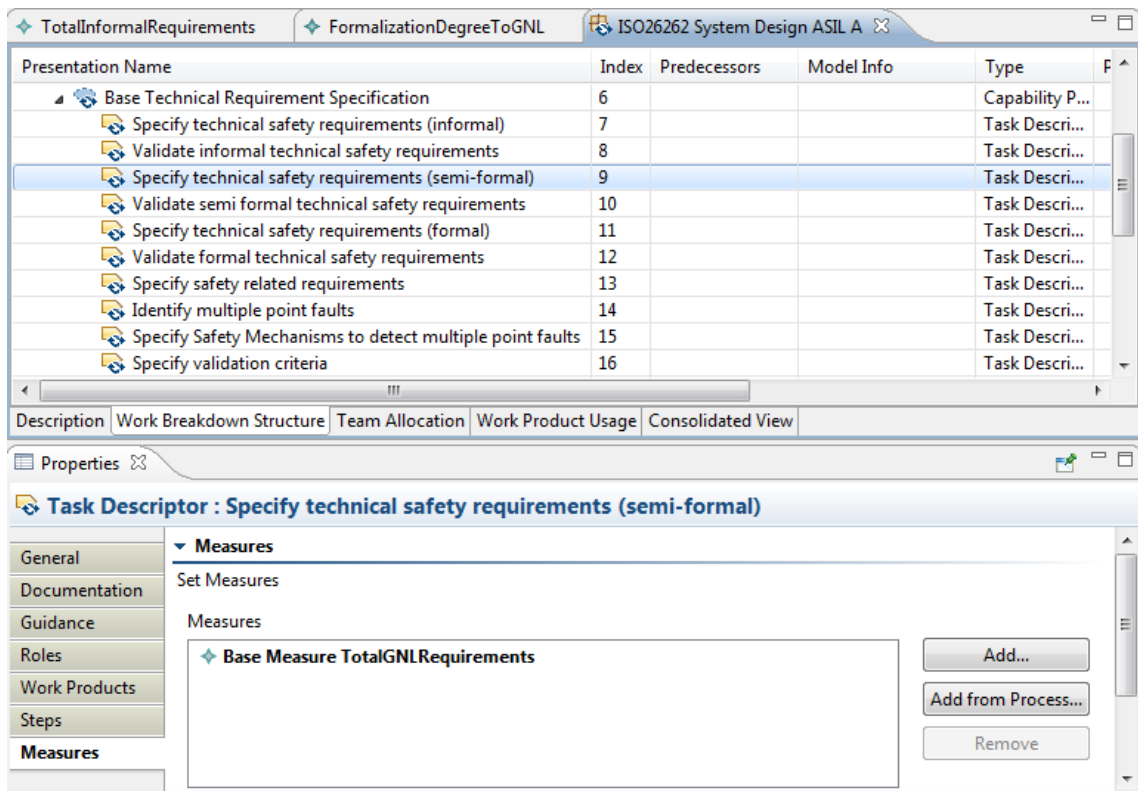 TotalInformalRequirements FormalizationDegreeToGNL ISO26262 System Design ASIL A
Presentation Name Index Predecessors Model Info Type
Base Technical Requirement Specification 6 Capability P...
Specify technical safety requirements (informal) 7 Task Descri...
Validate informal technical safety requirements 8 Task Descri...
Specify technical safety requirements (semi-formal) 9 Task Descri...
Validate semi formal technical safety requirements 10 Task Descri...
Specify technical safety requirements (formal) 11 Task Descri...
Validate formal technical safety requirements 12 Task Descri...
Specify safety related requirements 13 Task Descri...
Identify multiple point faults 14 Task Descri...
Specify Safety Mechanisms to detect multiple point faults 15 Task Descri...
Specify validation criteria 16 Task Descri...
Description Work Breakdown Structure Team Allocation Work Product Usage Consolidated View
Properties
Task Descriptor : Specify technical safety requirements (semi-formal)
General
Documentation
Guidance
Roles
Work Products
Steps
Measures
Measures
Set Measures
Measures
Base Measure TotalGNLRequirements
Add...
Add from Process...
Remove